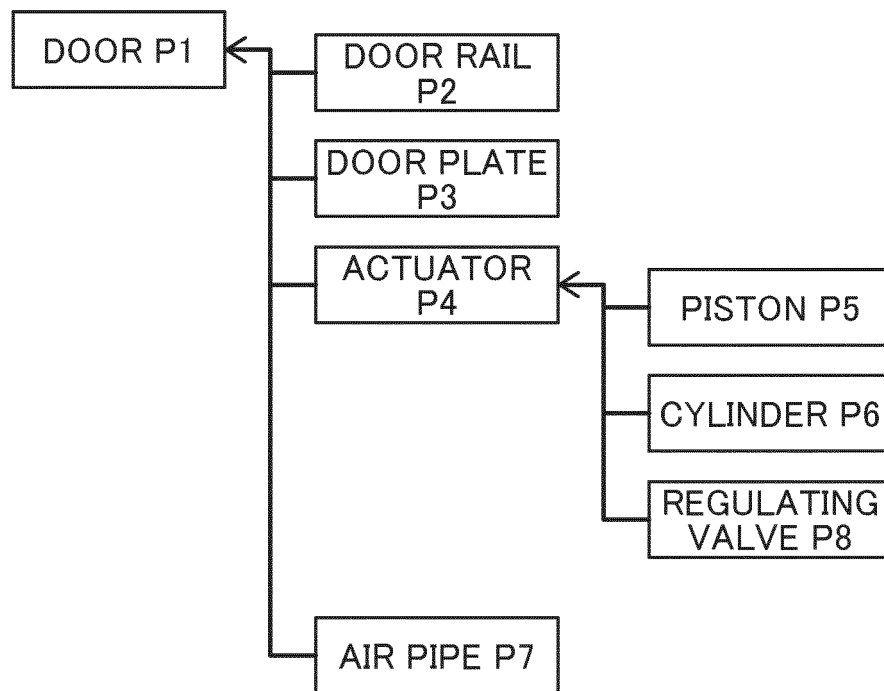 DOOR P1
DOOR RAIL
P2
DOOR PLATE
P3
ACTUATOR
P4
PISTON P5
CYLINDER P6
REGULATING
VALVE P8
AIR PIPE P7